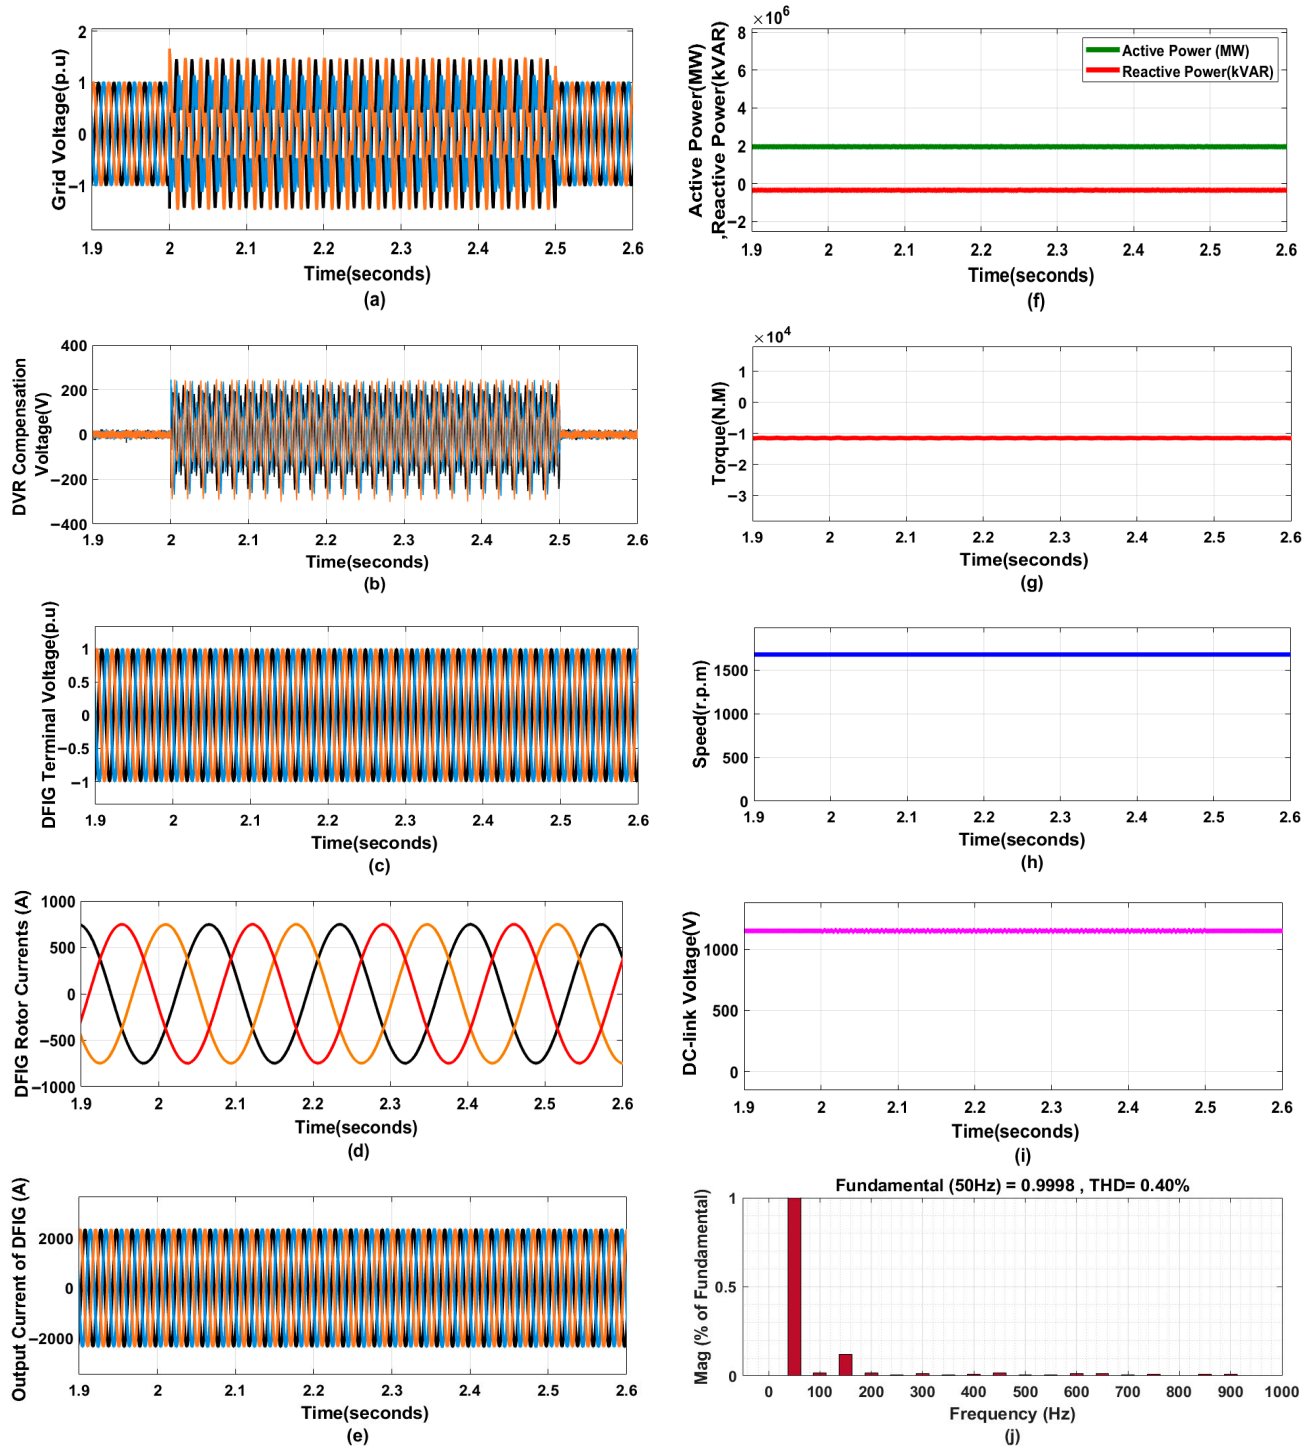 2
1
0
−1
Grid Voltage(p.u)
1.9 2 2.1 2.2 2.3 2.4 2.5 2.6
Time(seconds)
(a)
400
200
0
−200
−400
DVR Compensation
Voltage(V)
1.9 2 2.1 2.2 2.3 2.4 2.5 2.6
Time(seconds)
(b)
1
0.5
0
−0.5
−1
DFIG Terminal Voltage(p.u)
1.9 2 2.1 2.2 2.3 2.4 2.5 2.6
Time(seconds)
(c)
1000
500
0
−500
−1000
DFIG Rotor Currents (A)
1.9 2 2.1 2.2 2.3 2.4 2.5 2.6
Time(seconds)
(d)
2000
0
−2000
Output Current of DFIG (A)
1.9 2 2.1 2.2 2.3 2.4 2.5 2.6
Time(seconds)
(e)
×10⁶
8
6
4
2
0
−2
Active Power(MW)
,Reactive Power(kVAR)
Active Power (MW)
Reactive Power(kVAR)
1.9 2 2.1 2.2 2.3 2.4 2.5 2.6
Time(seconds)
(f)
×10⁴
1
0
−1
−2
−3
Torque(N.M)
1.9 2 2.1 2.2 2.3 2.4 2.5 2.6
Time(seconds)
(g)
1500
1000
500
0
Speed(r.p.m)
1.9 2 2.1 2.2 2.3 2.4 2.5 2.6
Time(seconds)
(h)
1000
500
0
DC-link Voltage(V)
1.9 2 2.1 2.2 2.3 2.4 2.5 2.6
Time(seconds)
(i)
Fundamental (50Hz) = 0.9998 , THD= 0.40%
1
0.5
0
Mag (% of Fundamental)
0 100 200 300 400 500 600 700 800 900 1000
Frequency (Hz)
(j)